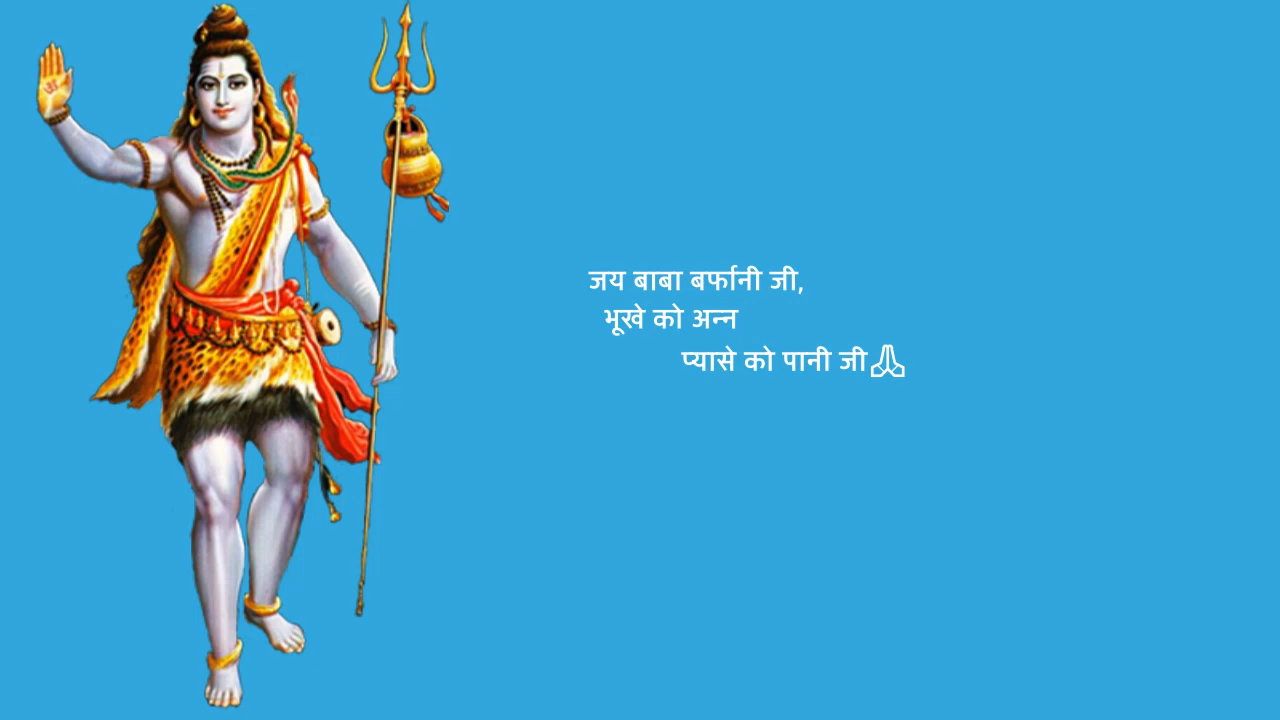 ॐ
जय बाबा बर्फानी जी,
भूखे को अन्न
प्यासे को पानी जी🙏